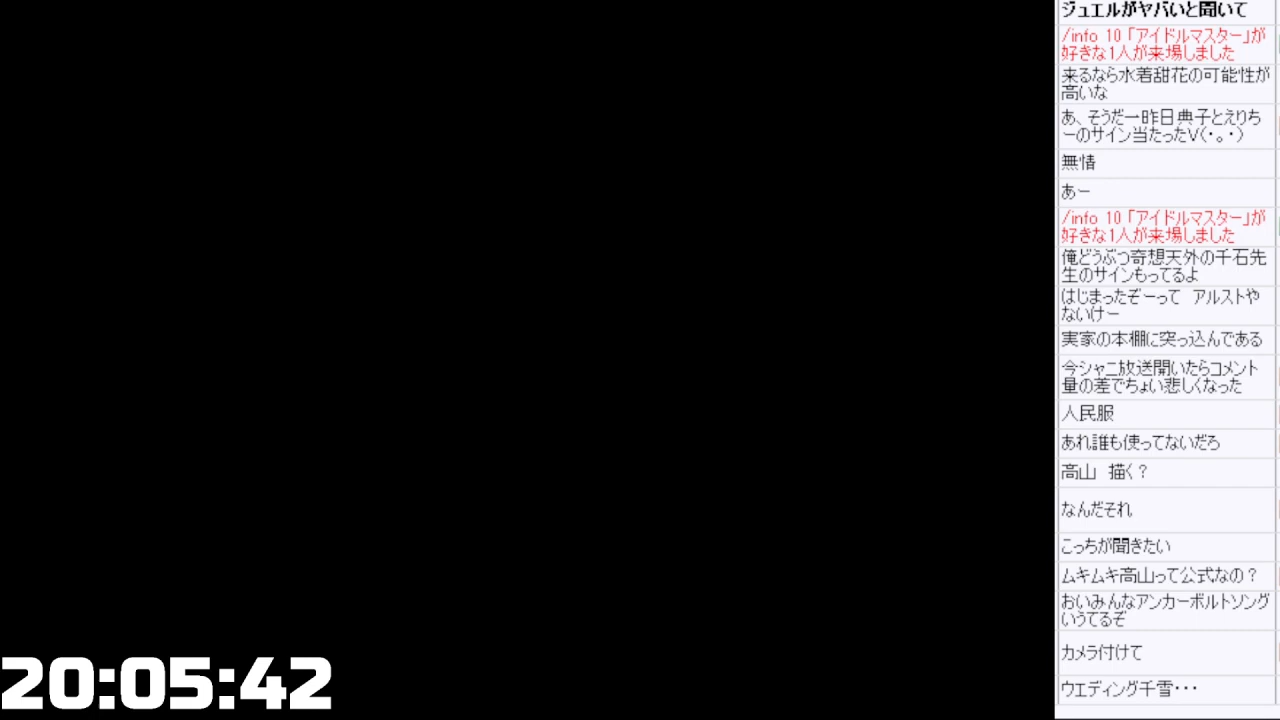 ジュエルがヤバいと聞いて
/info 10 「アイドルマスター」が
好きな1人が来場しました
来るなら水着甜花の可能性が
高いな
あ、そうだ一昨日典子とえりち
ーのサイン当たったV(・。・)
無情
あー
/info 10 「アイドルマスター」が
好きな1人が来場しました
俺どうぶつ奇想天外の千石先
生のサインもってるよ
はじまったぞーって　アルストや
ないけー
実家の本棚に突っ込んである
今シャニ放送開いたらコメント
量の差でちょい悲しくなった
人民服
あれ誰も使ってないだろ
高山　描く？
なんだそれ
こっちが聞きたい
ムキムキ高山って公式なの？
おいみんなアンカーボルトソング
いうてるぞ
カメラ付けて
ウエディング千雪・・・
20:05:42